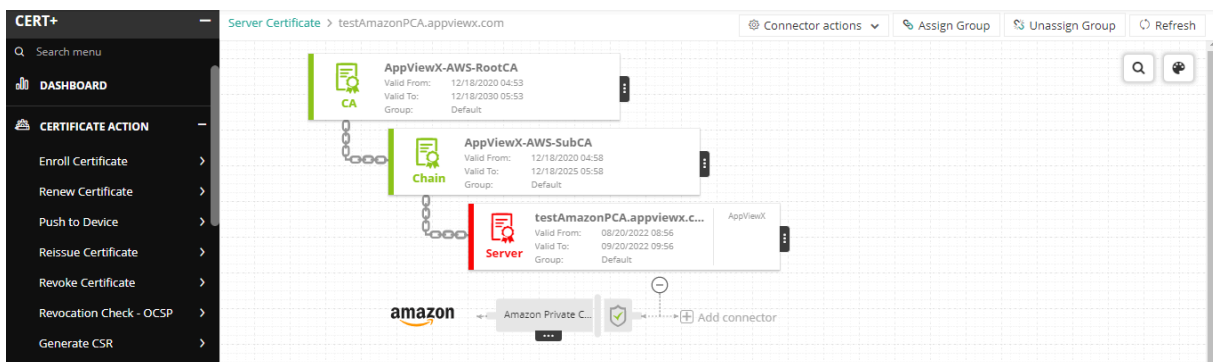 CERT+
Server Certificate > testAmazonPCA.appviewx.com
Connector actions
Assign Group
Unassign Group
Refresh
Search menu
DASHBOARD
CERTIFICATE ACTION
Enroll Certificate
Renew Certificate
Push to Device
Reissue Certificate
Revoke Certificate
Revocation Check - OCSP
Generate CSR
CA
AppViewX-AWS-RootCA
Valid From: 12/18/2020 04:53
Valid To: 12/18/2030 05:53
Group: Default
Chain
AppViewX-AWS-SubCA
Valid From: 12/18/2020 04:58
Valid To: 12/18/2025 05:58
Group: Default
Server
testAmazonPCA.appviewx.c...
Valid From: 08/20/2022 08:56
Valid To: 09/20/2022 09:56
Group: Default
AppViewX
amazon
Amazon Private C...
Add connector